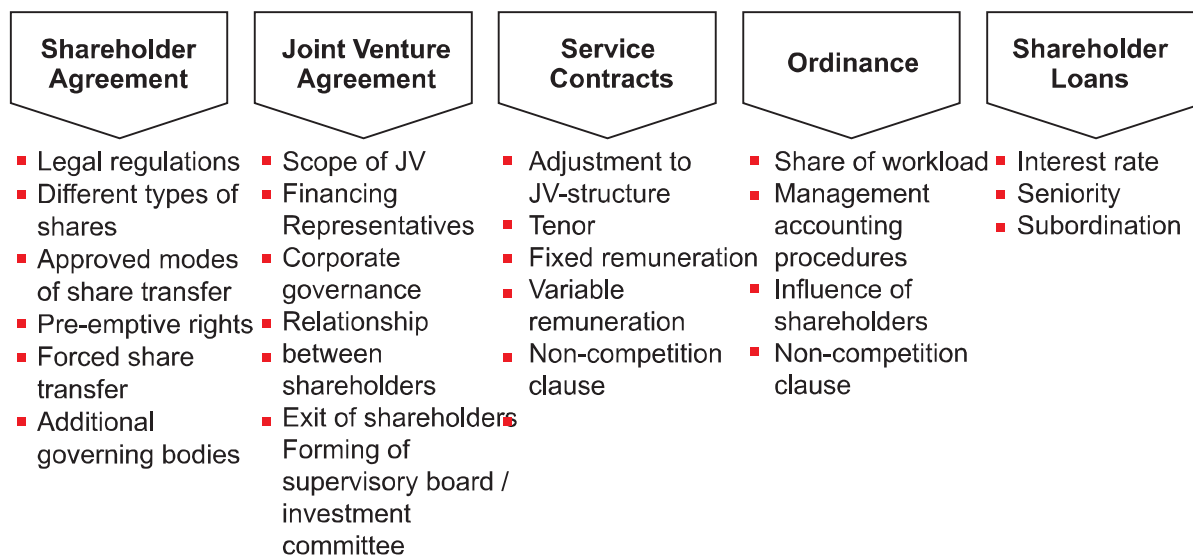 Shareholder
Agreement
Legal regulations
Different types of
shares
Approved modes
of share transfer
Pre-emptive rights
Forced share
transfer
Additional
governing bodies
Joint Venture
Agreement
Scope of JV
Financing
Representatives
Corporate
governance
Relationship
between
shareholders
Exit of shareholders
Forming of
supervisory board /
investment
committee
Service
Contracts
Adjustment to
JV-structure
Tenor
Fixed remuneration
Variable
remuneration
Non-competition
clause
Ordinance
Share of workload
Management
accounting
procedures
Influence of
shareholders
Non-competition
clause
Shareholder
Loans
Interest rate
Seniority
Subordination